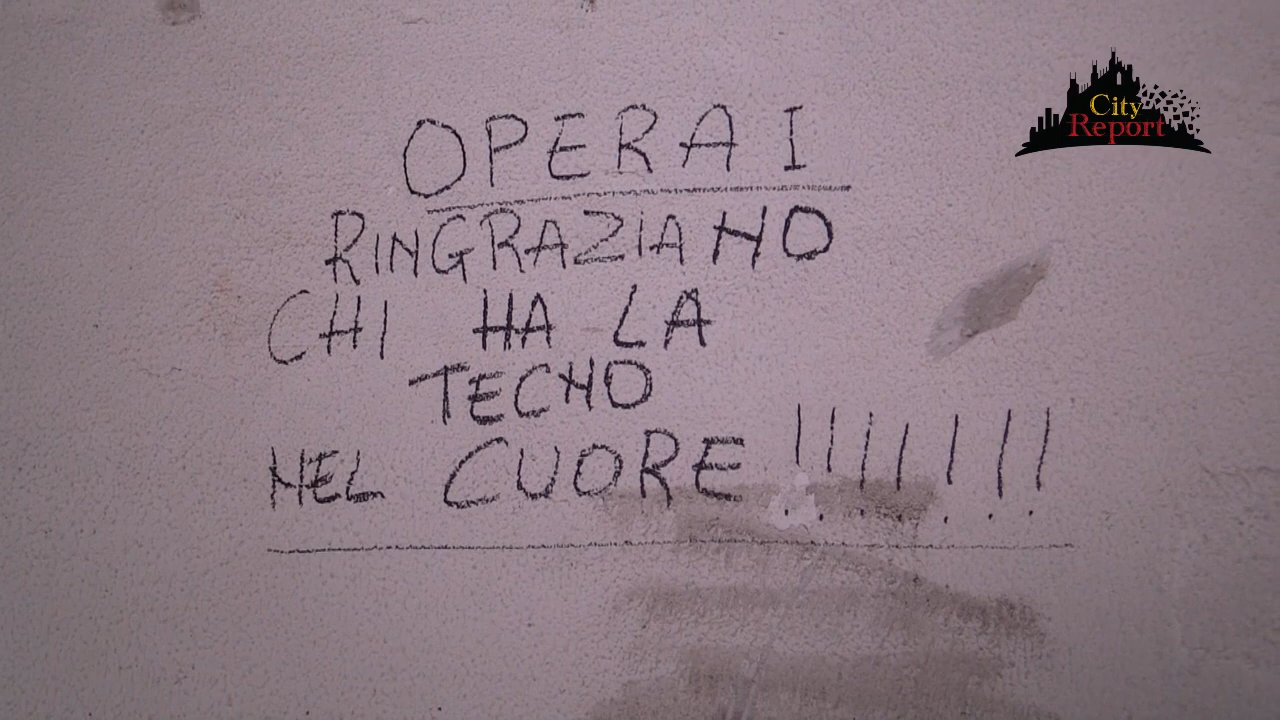 OPERAI
RINGRAZIANO
CHI HA LA
TECNO
NEL CUORE !!!!!!!
City
Report